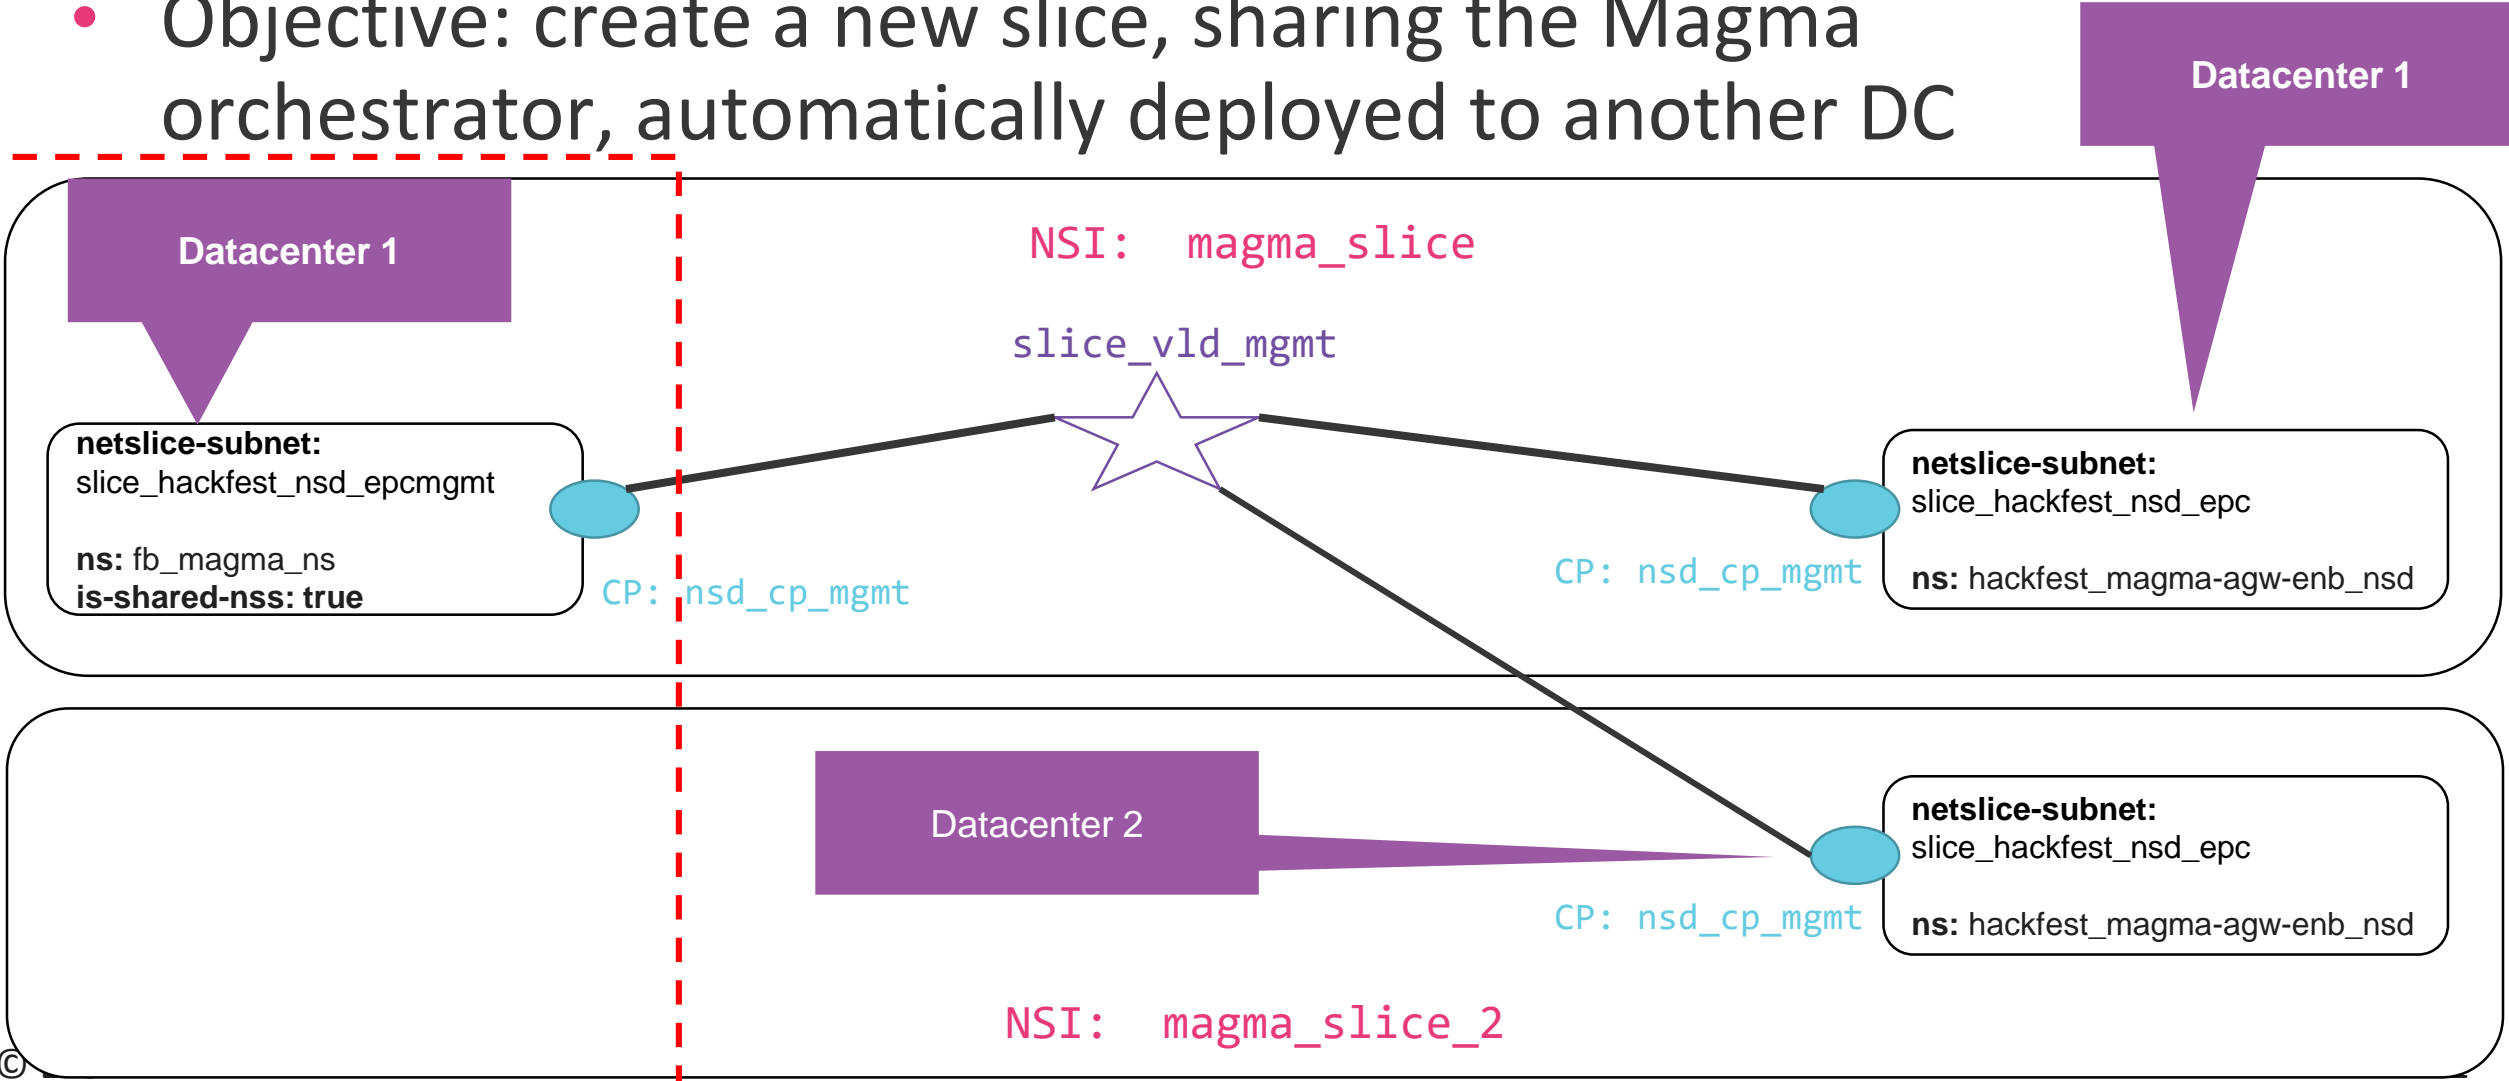 • Objective: create a new slice, sharing the Magma
orchestrator, automatically deployed to another DC
Datacenter 1
Datacenter 1
NSI: magma_slice
slice_vld_mgmt
netslice-subnet:
slice_hackfest_nsd_epcmgmt
ns: fb_magma_ns
is-shared-nss: true
CP: nsd_cp_mgmt
CP: nsd_cp_mgmt
netslice-subnet:
slice_hackfest_nsd_epc
ns: hackfest_magma-agw-enb_nsd
Datacenter 2
CP: nsd_cp_mgmt
netslice-subnet:
slice_hackfest_nsd_epc
ns: hackfest_magma-agw-enb_nsd
NSI: magma_slice_2
©